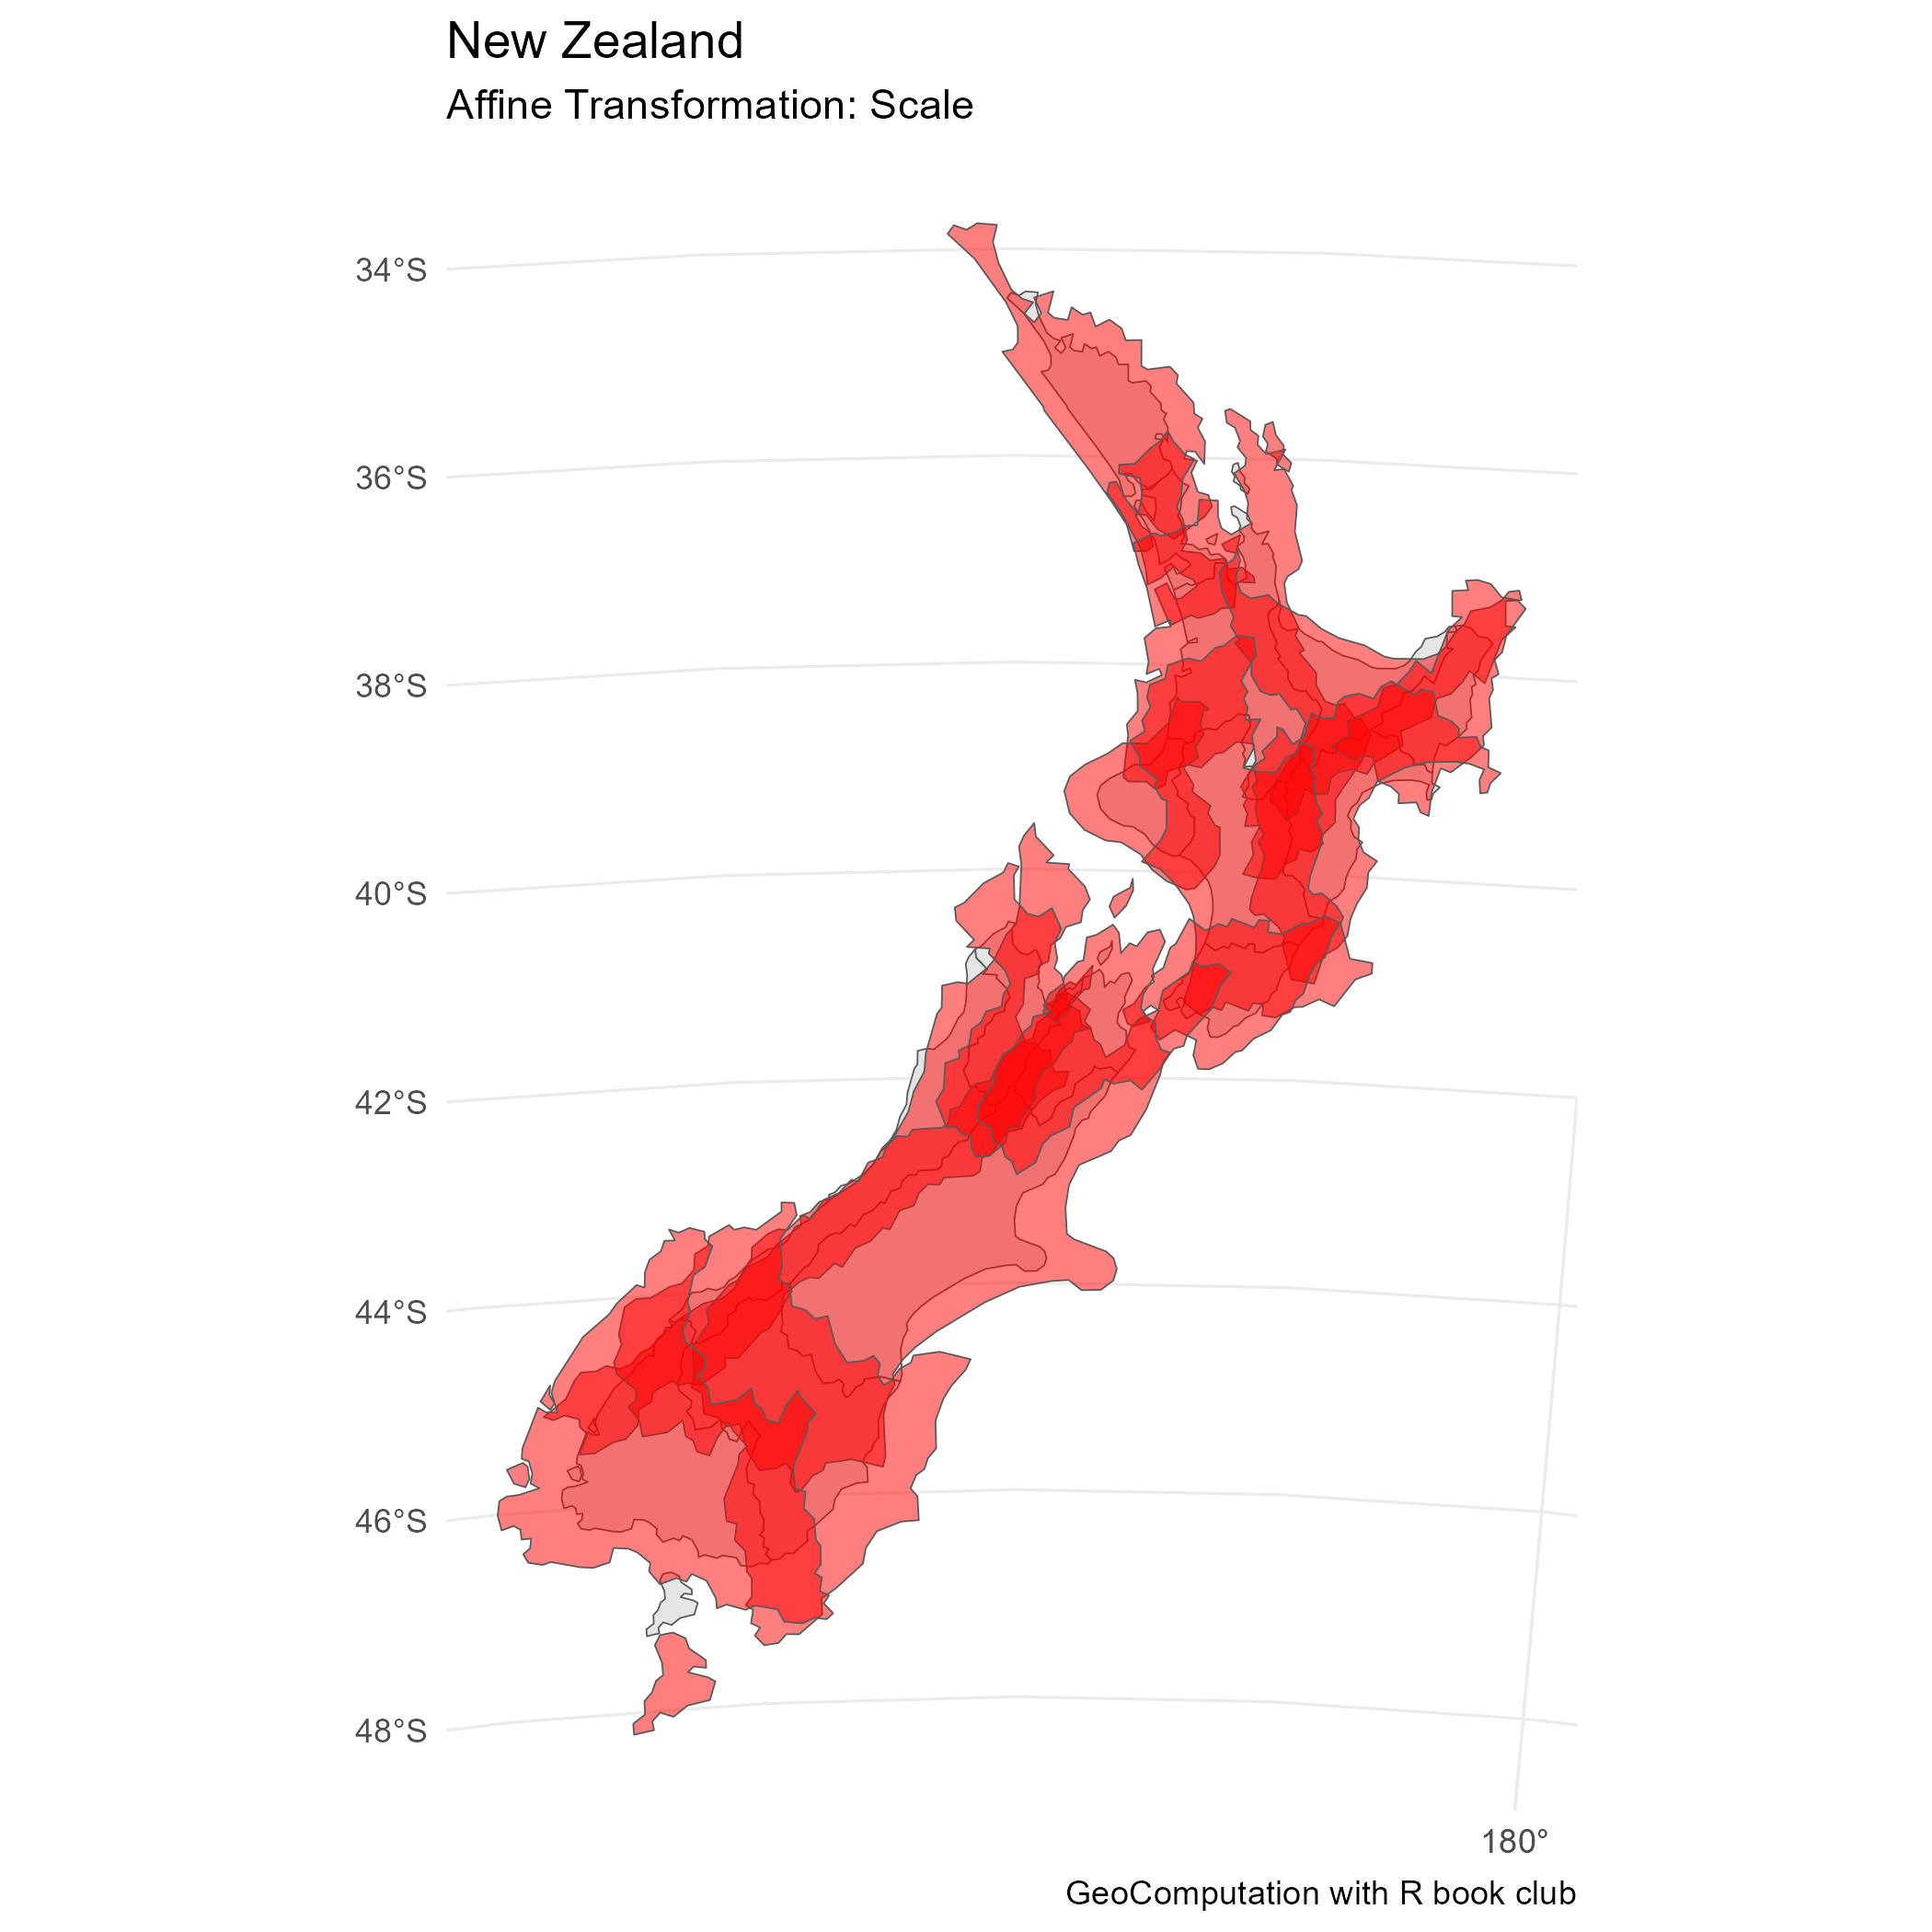 New Zealand
Affine Transformation: Scale
34°S
36°S
38°S
40°S
42°S
44°S
46°S
48°S
180°
GeoComputation with R book club